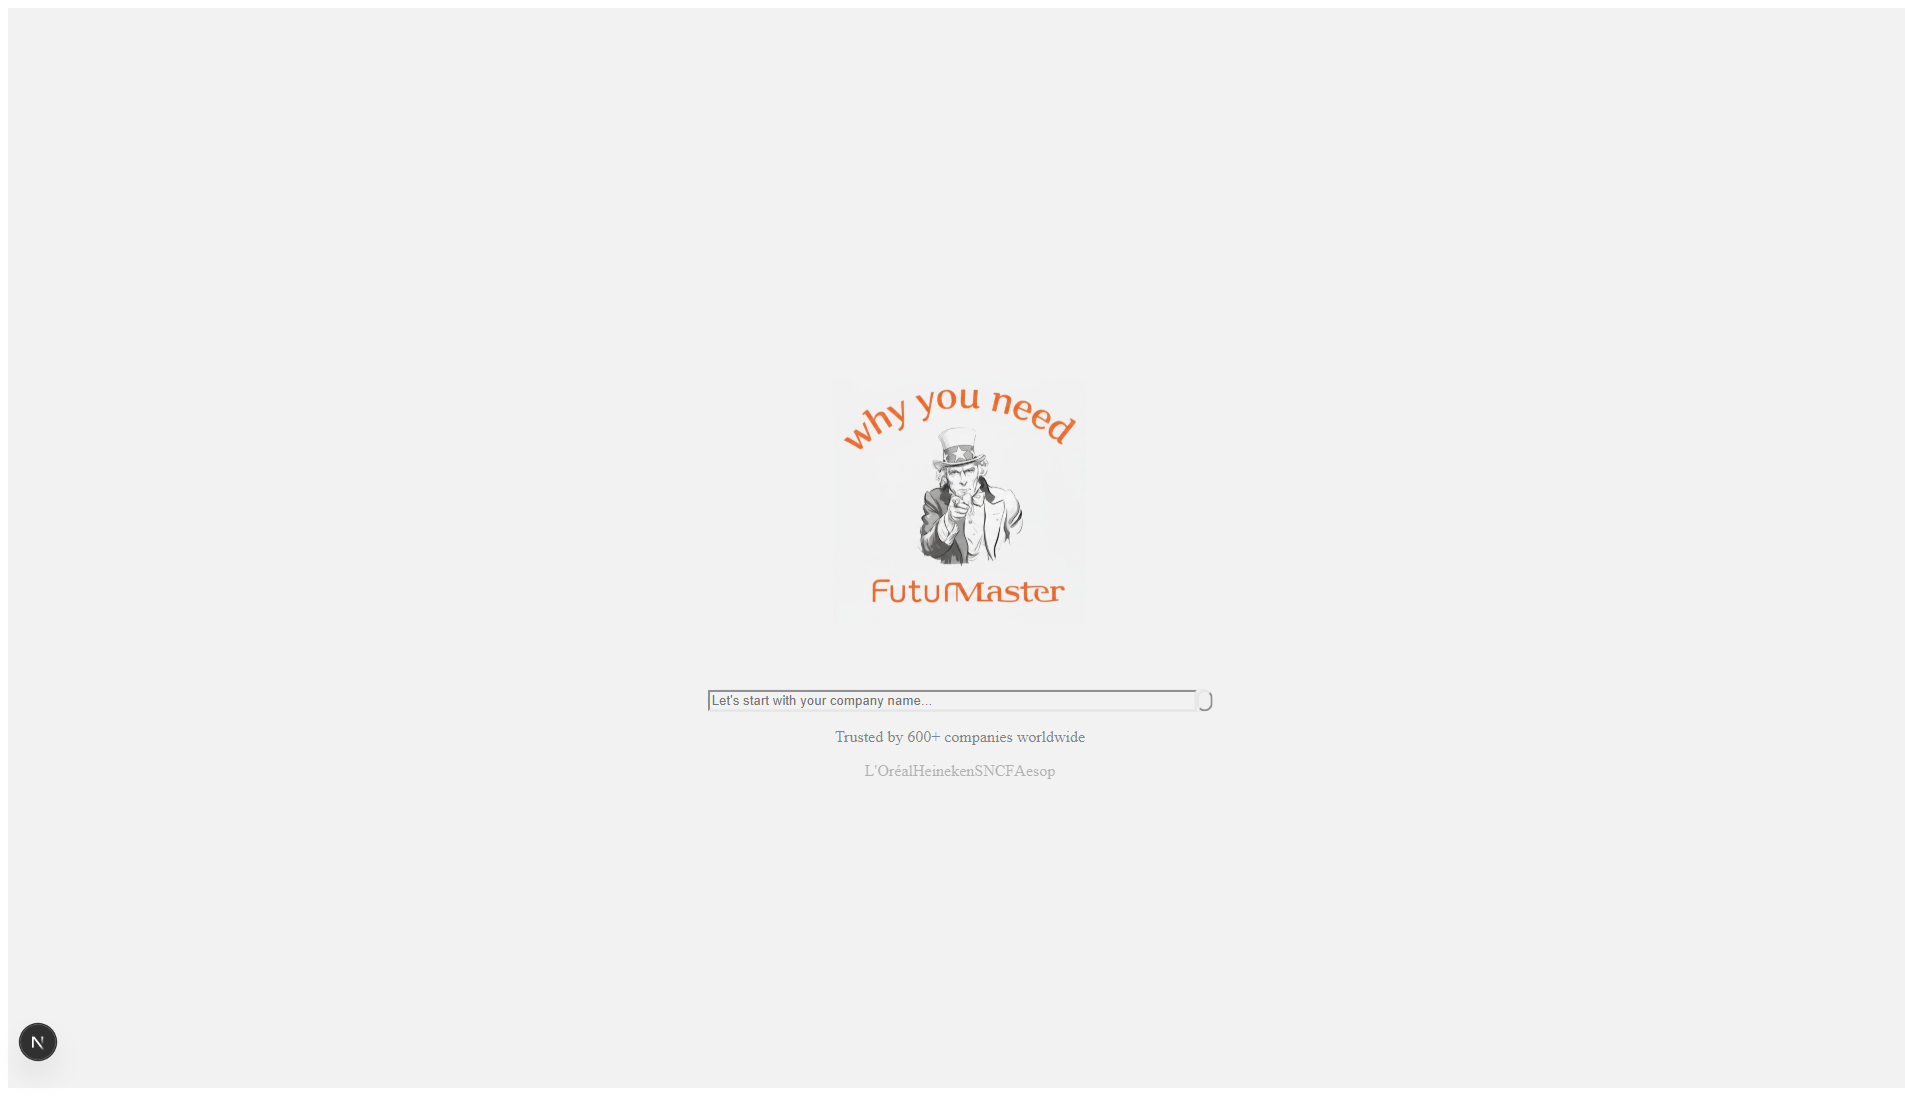 why you need
FuturMaster
Let's start with your company name...
Trusted by 600+ companies worldwide
L'OréalHeinekenSNCFAesop
N